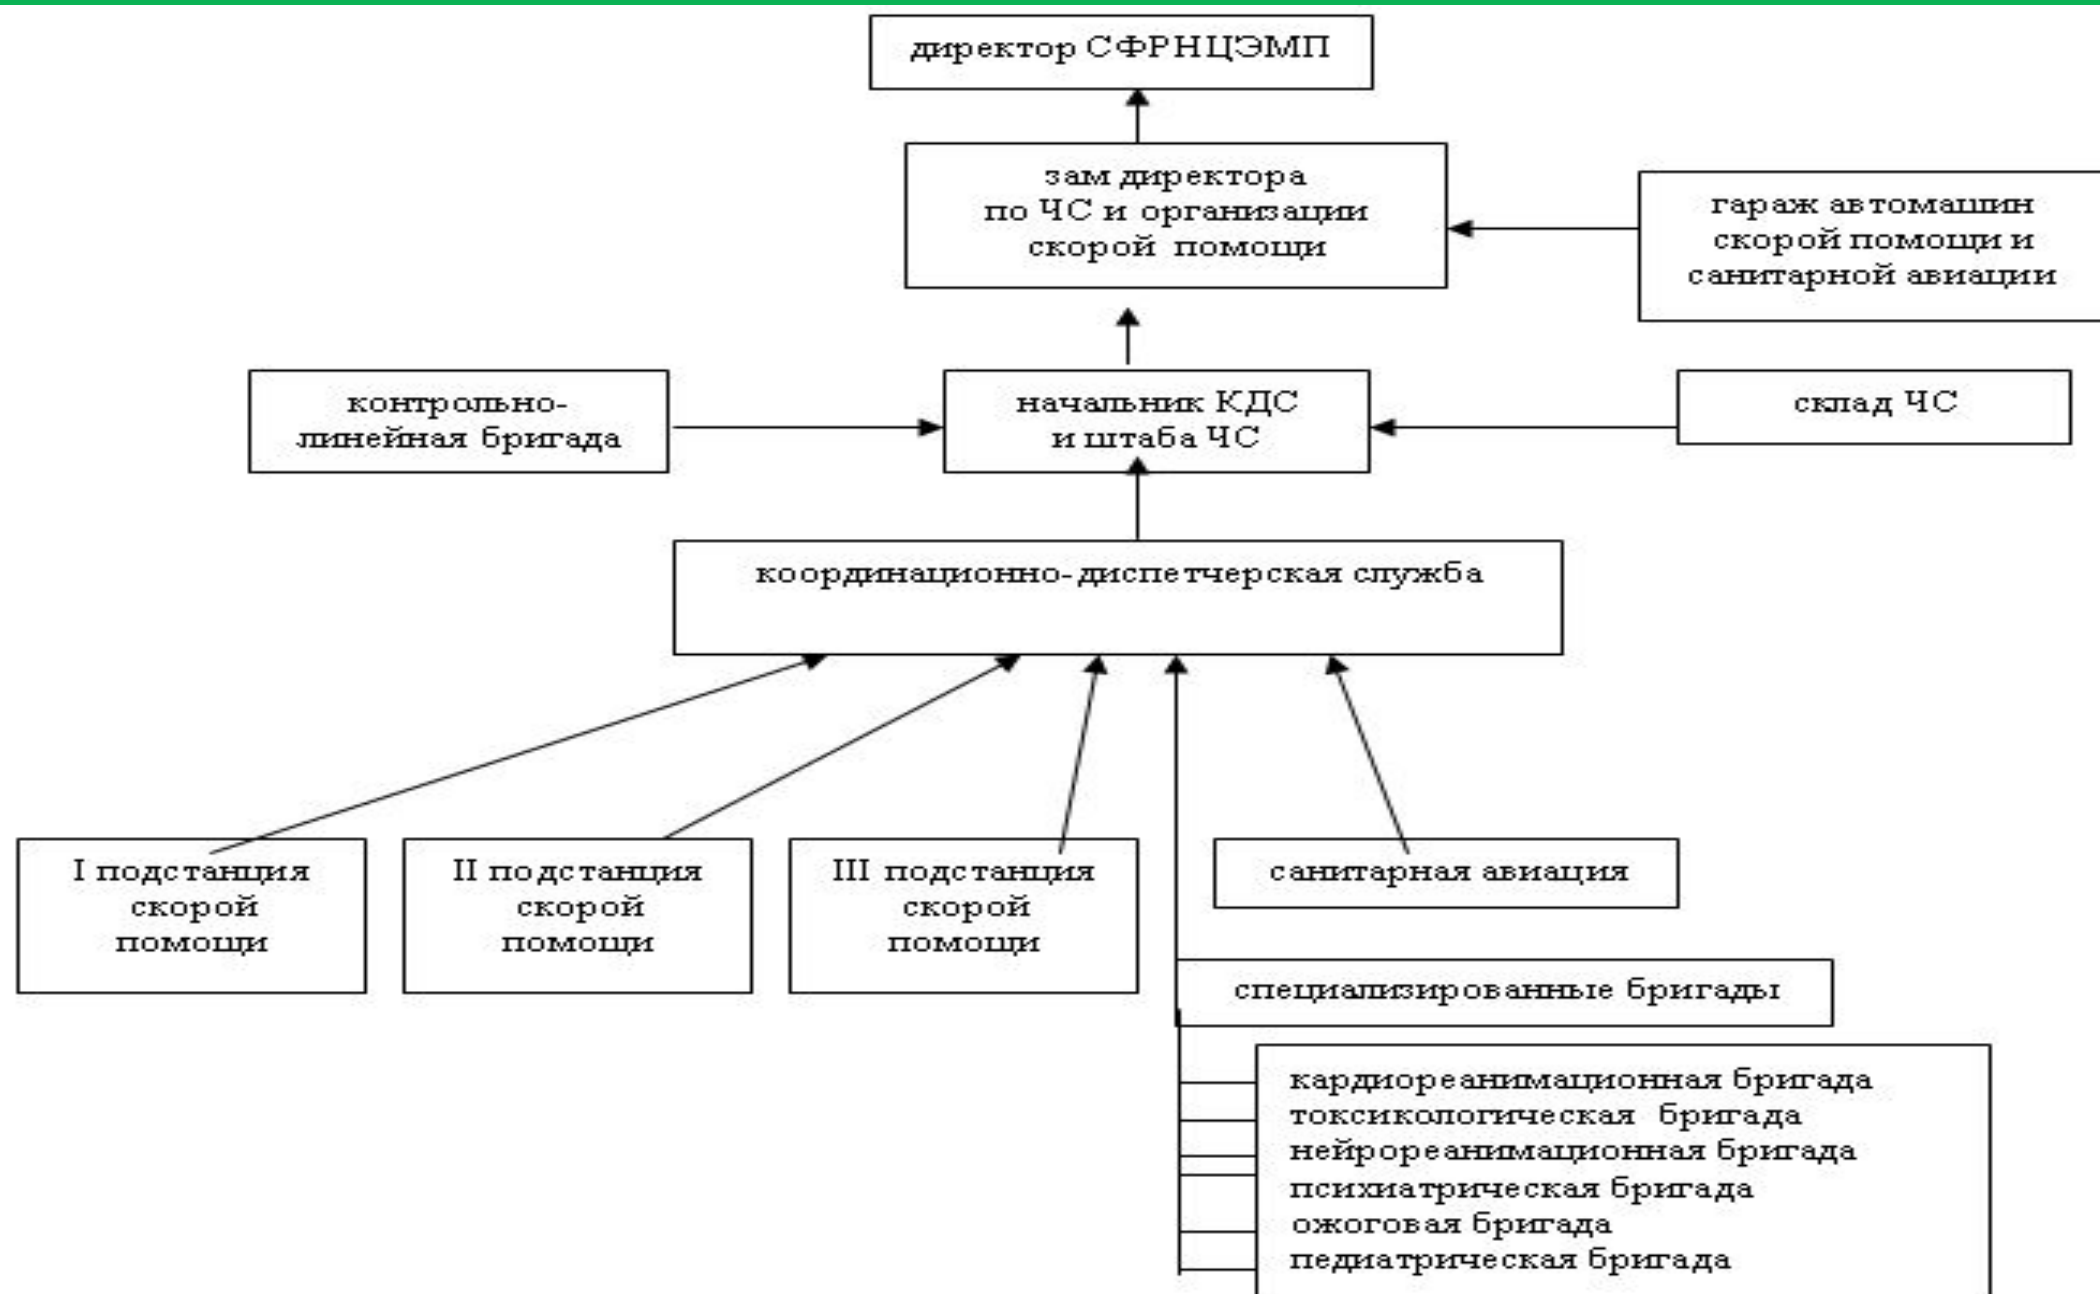 директор СФРНЦЭМП
зам директора
по ЧС и организации
скорой помощи
гараж автомашин
скорой помощи и
санитарной авиации
контрольно-
линейная бригада
начальник КДС
и штаба ЧС
склад ЧС
координационно-диспетчерская служба
I подстанция
скорой
помощи
II подстанция
скорой
помощи
III подстанция
скорой
помощи
санитарная авиация
специализированные бригады
кардиореанимационная бригада
токсикологическая бригада
нейрореанимационная бригада
психиатрическая бригада
ожоговая бригада
педиатрическая бригада